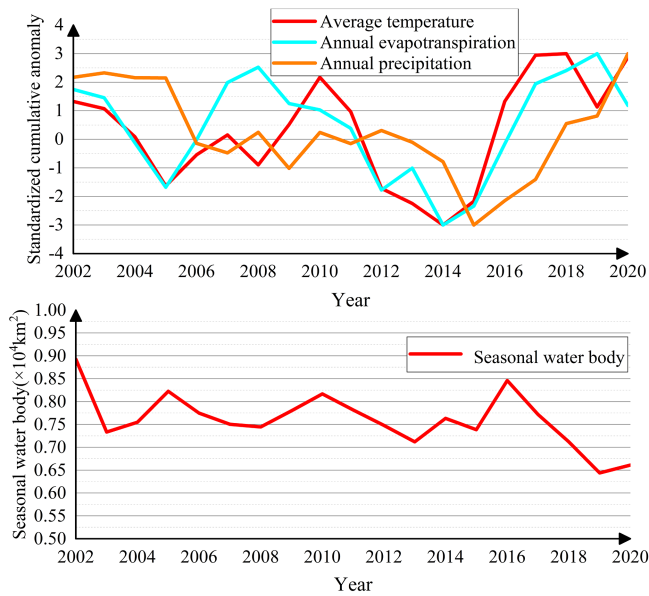 Standardized cumulative anomaly
4
3
2
1
0
-1
-2
-3
-4
Average temperature
Annual evapotranspiration
Annual precipitation
2002 2004 2006 2008 2010 2012 2014 2016 2018 2020
Year
Seasonal water body(×10⁴km²)
1.00
0.95
0.90
0.85
0.80
0.75
0.70
0.65
0.60
0.55
0.50
Seasonal water body
2002 2004 2006 2008 2010 2012 2014 2016 2018 2020
Year